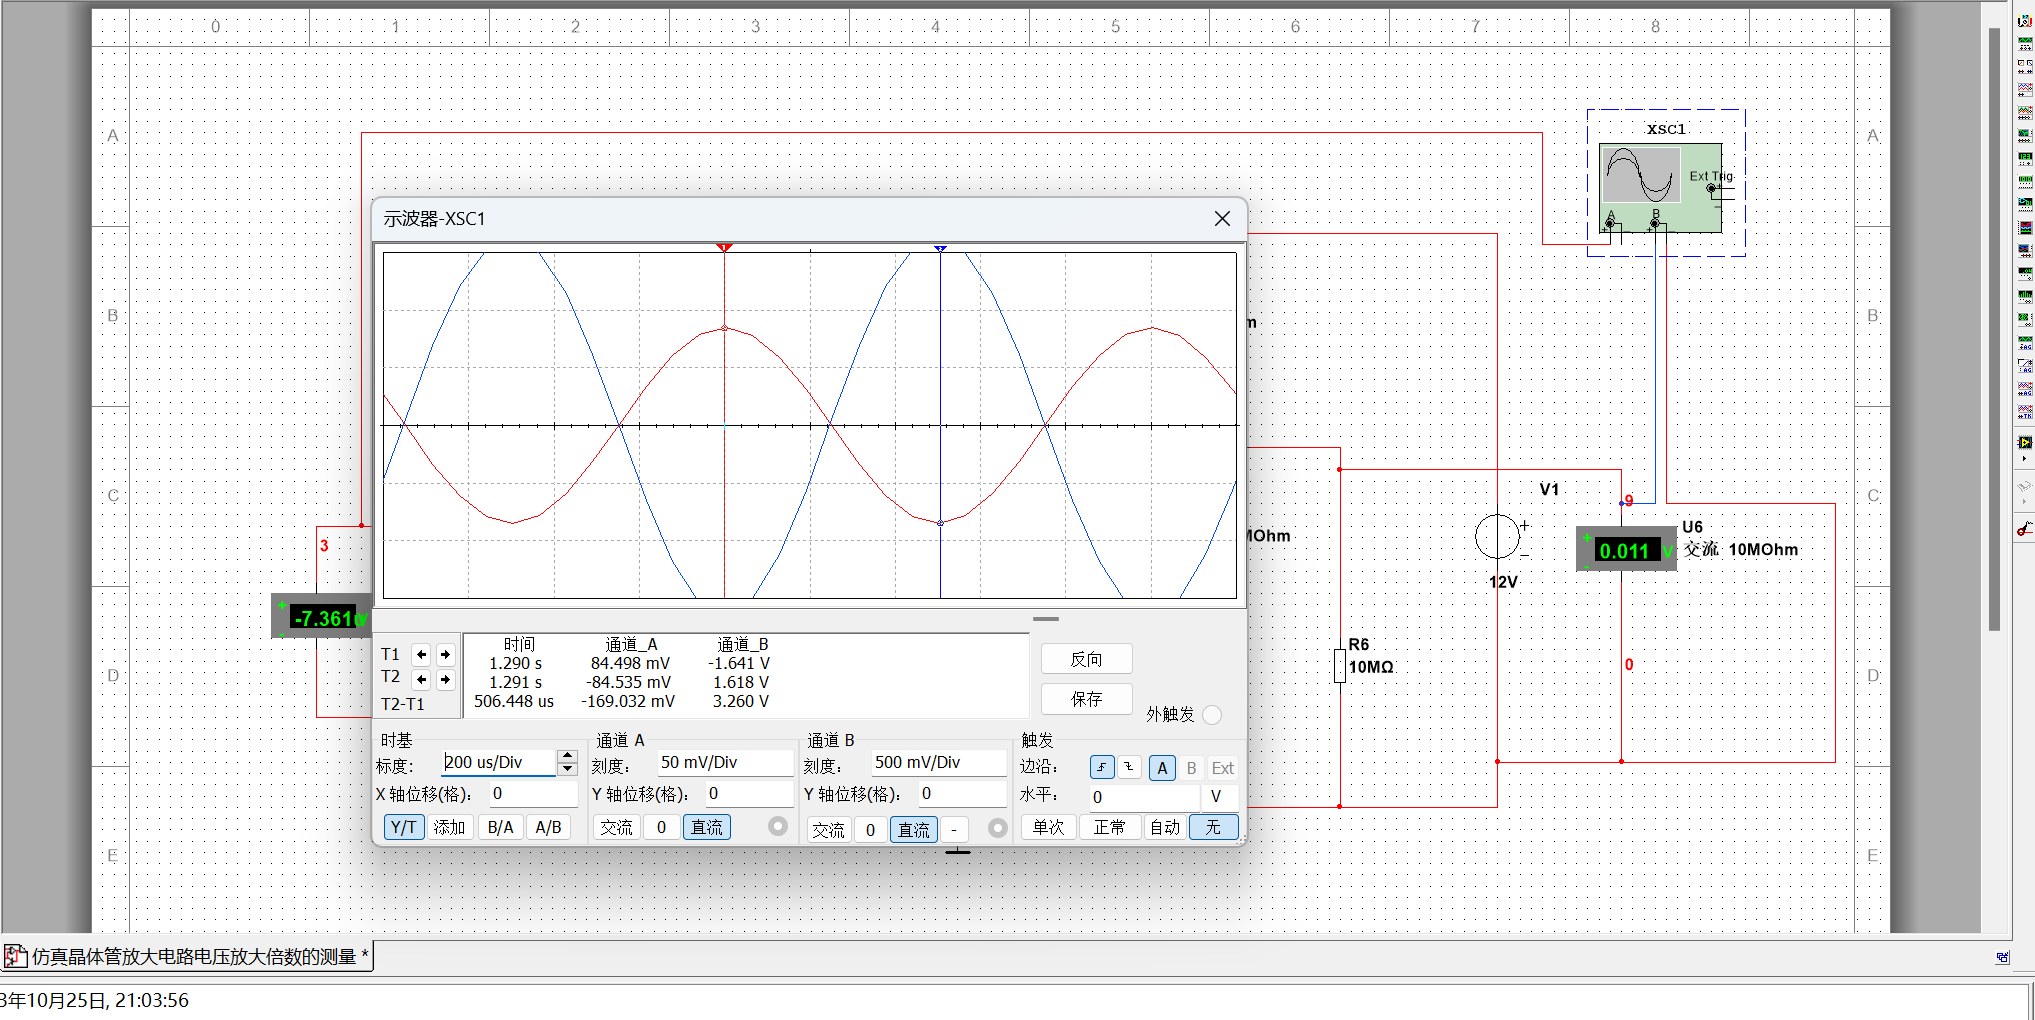 0 1 2 3 4 5 6 7 8
A A
XSC1
Ext Trig
A B
示波器-XSC1
B B
m
C C
V1
9
3
U6
MOhm
0.011 V 交流 10MOhm
12V
-7.361
R6
10MΩ
0
D D
时间 通道_A 通道_B
T1 1.290 s 84.498 mV -1.641 V
T2 1.291 s -84.535 mV 1.618 V
T2-T1 506.448 us -169.032 mV 3.260 V
反向
保存
外触发
时基 通道 A 通道 B 触发
标度： 200 us/Div 刻度： 50 mV/Div 刻度： 500 mV/Div 边沿： A B Ext
X 轴位移(格)： 0 Y 轴位移(格)： 0 Y 轴位移(格)： 0 水平： 0 V
Y/T 添加 B/A A/B 交流 0 直流 交流 0 直流 - 单次 正常 自动 无
E E
仿真晶体管放大电路电压放大倍数的测量 *
3年10月25日, 21:03:56